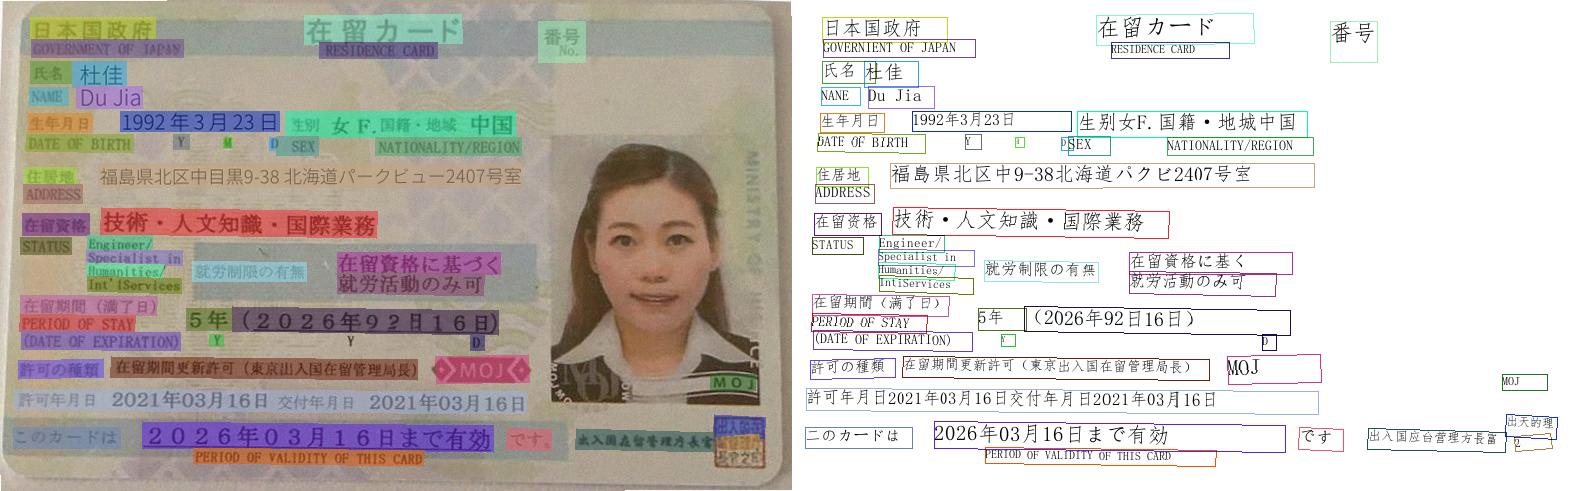 日本国政府
GOVERNMENT OF JAPAN
在留カード
RESIDENCE CARD
番号
No.
氏名 杜佳
NAME Du Jia
生年月日 1992年3月23日 性别 女 F. 国籍・地域 中国
DATE OF BIRTH Y M D SEX NATIONALITY/REGION
住居地 福島県北区中目黒9-38 北海道パークビュー2407号室
ADDRESS
在留資格 技術・人文知識・国際業務
STATUS Engineer/
Specialist in
Humanities/
Int'lServices
就労制限の有無
在留資格に基づく
就労活動のみ可
在留期間（満了日）
PERIOD OF STAY
(DATE OF EXPIRATION)
5年（2026年92月16日）
Y Y D
許可の種類 在留期間更新許可（東京出入国在留管理局長） MOJ
MOJ
許可年月日 2021年03月16日 交付年月日 2021年03月16日
このカードは 2026年03月16日まで有効 です。
PERIOD OF VALIDITY OF THIS CARD
出入国在留管理庁長官
日本国政府
GOVERNIENT OF JAPAN
在留カード
RESIDENCE CARD
番号
氏名 杜佳
NANE Du Jia
生年月日 1992年3月23日 生别女F.国籍・地城中国
DATE OF BIRTH Y I D SEX NATIONALITY/REGION
住居地 福島県北区中9-38北海道パクビ2407号室
ADDRESS
在留資格 技術・人文知識・国際業務
STATUS Engineer/
Specialist in
Humanities/
IntiServices
就労制限の有無
在留資格に基く
就労活動のみ可
在留期間（満了日）
PERIOD OF STAY
(DATE OF EXPIRATION)
5年 （2026年92日16日）
Y D
許可の種類 在留期間更新許可（東京出入国在留管理局長） MOJ
MOJ
許可年月日2021年03月16日交付年月日2021年03月16日
二のカードは 2026年03月16日まで有効 です
PERIOD OF VALIDITY OF THIS CARD
出入国応台管理方長富
出天的理
2